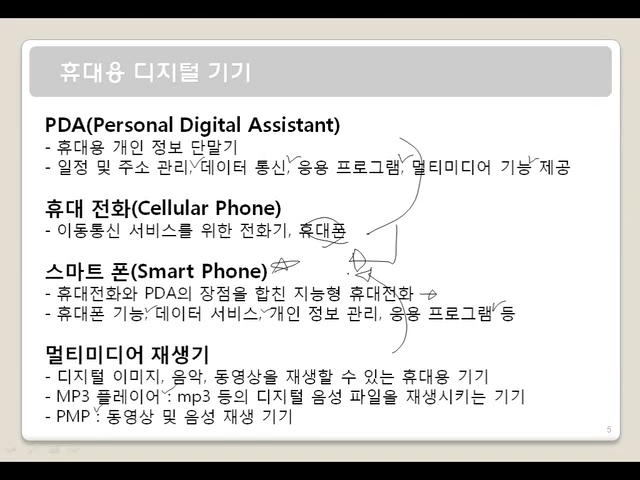 휴대용 디지털 기기
PDA(Personal Digital Assistant)
- 휴대용 개인 정보 단말기
- 일정 및 주소 관리, 데이터 통신, 응용 프로그램, 멀티미디어 기능 제공
휴대 전화(Cellular Phone)
- 이동통신 서비스를 위한 전화기, 휴대폰
스마트 폰(Smart Phone)
- 휴대전화와 PDA의 장점을 합친 지능형 휴대전화
- 휴대폰 기능, 데이터 서비스, 개인 정보 관리, 응용 프로그램 등
멀티미디어 재생기
- 디지털 이미지, 음악, 동영상을 재생할 수 있는 휴대용 기기
- MP3 플레이어 : mp3 등의 디지털 음성 파일을 재생시키는 기기
- PMP : 동영상 및 음성 재생 기기
5